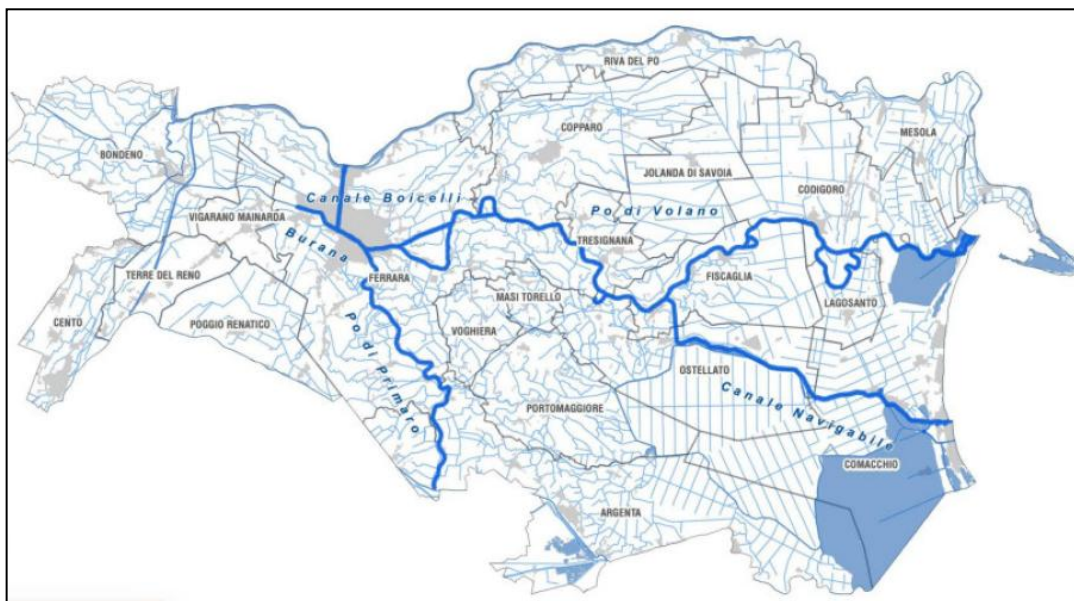 RIVA DEL PO
COPPARO
MESOLA
BONDENO
JOLANDA DI SAVOIA
CODIGORO
Canale Boicelli
Po di Volano
VIGARANO MAINARDA
TRESIGNANA
Burana
FERRARA
FISCAGLIA
TERRE DEL RENO
MASI TORELLO
LAGOSANTO
CENTO
POGGIO RENATICO
VOGHIERA
Po di Primaro
OSTELLATO
PORTOMAGGIORE
Canale Navigabile
COMACCHIO
ARGENTA